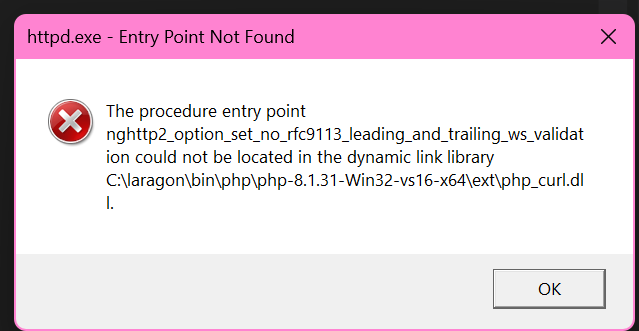 httpd.exe - Entry Point Not Found
The procedure entry point
nghttp2_option_set_no_rfc9113_leading_and_trailing_ws_validat
ion could not be located in the dynamic link library
C:\laragon\bin\php\php-8.1.31-Win32-vs16-x64\ext\php_curl.dl
l.
OK